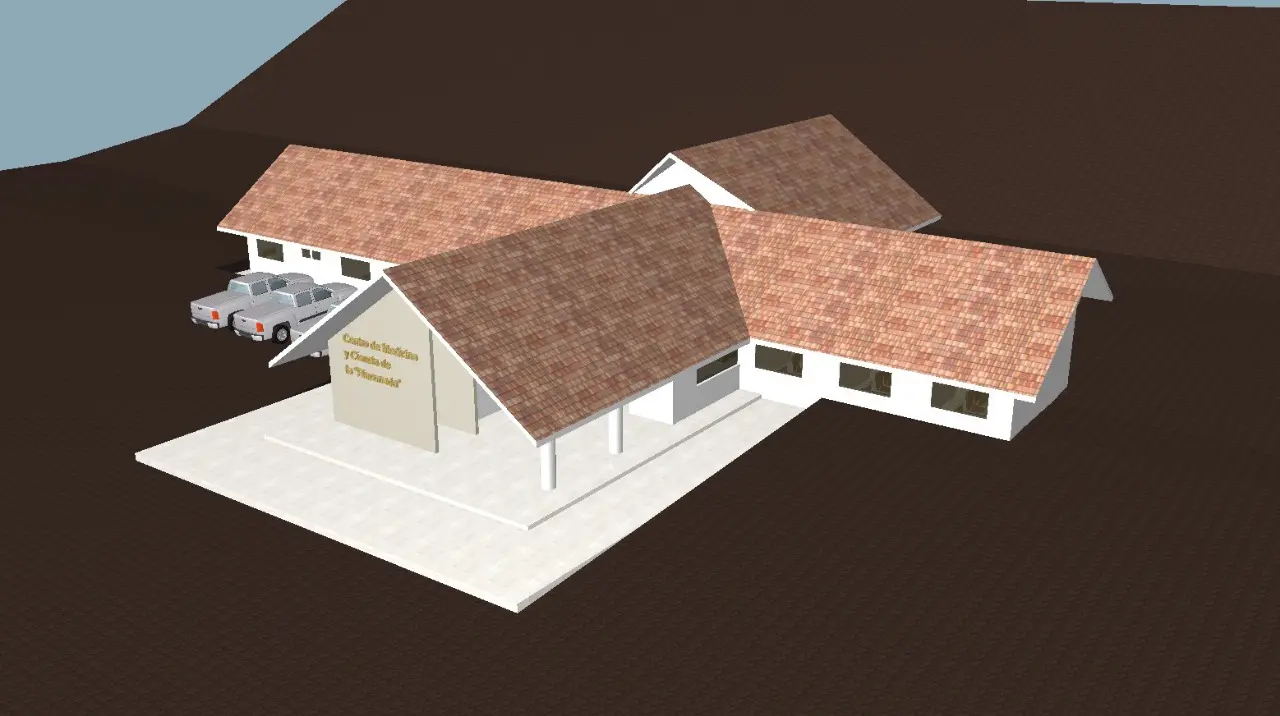 Centro de Medicina
y Ciencia de
la